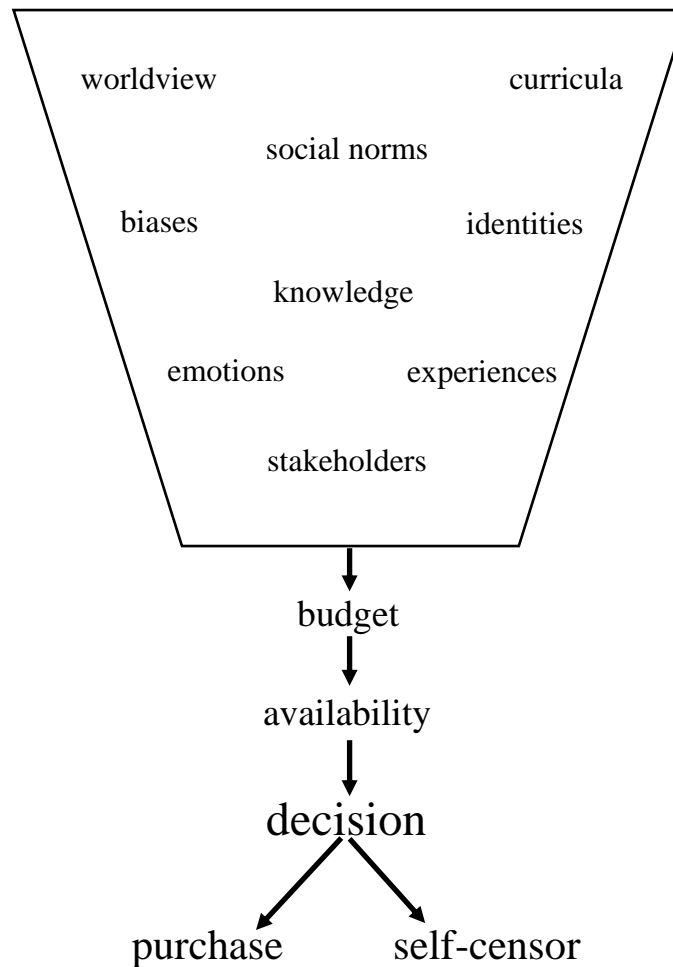 worldview curricula
social norms
biases identities
knowledge
emotions experiences
stakeholders
budget
availability
decision
purchase self-censor